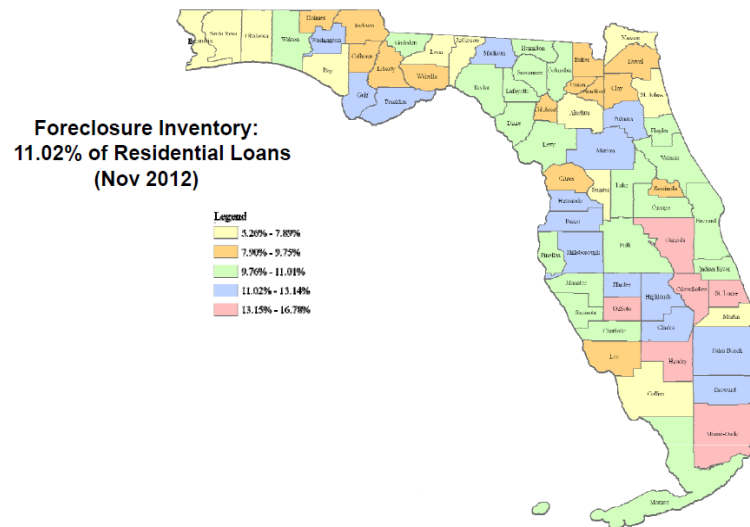 Foreclosure Inventory:
11.02% of Residential Loans
(Nov 2012)
Legend
5.26% - 7.89%
7.90% - 9.75%
9.76% - 11.01%
11.02% - 13.14%
13.15% - 16.78%
Holmes
Jackson
Santa Rosa
Okaloosa
Walton
Washington
Gadsden
Leon
Jefferson
Madison
Hamilton
Nassau
Calhoun
Liberty
Wakulla
Bay
Gulf
Franklin
Taylor
Suwannee
Columbia
Baker
Duval
Lafayette
Union
Clay
St. Johns
Dixie
Gilchrist
Alachua
Putnam
Flagler
Levy
Marion
Volusia
Citrus
Sumter
Lake
Seminole
Hernando
Orange
Brevard
Pasco
Pinellas
Hillsborough
Polk
Osceola
Indian River
Manatee
Hardee
Highlands
Okeechobee
St. Lucie
Sarasota
DeSoto
Martin
Charlotte
Glades
Lee
Hendry
Palm Beach
Collier
Broward
Miami-Dade
Monroe